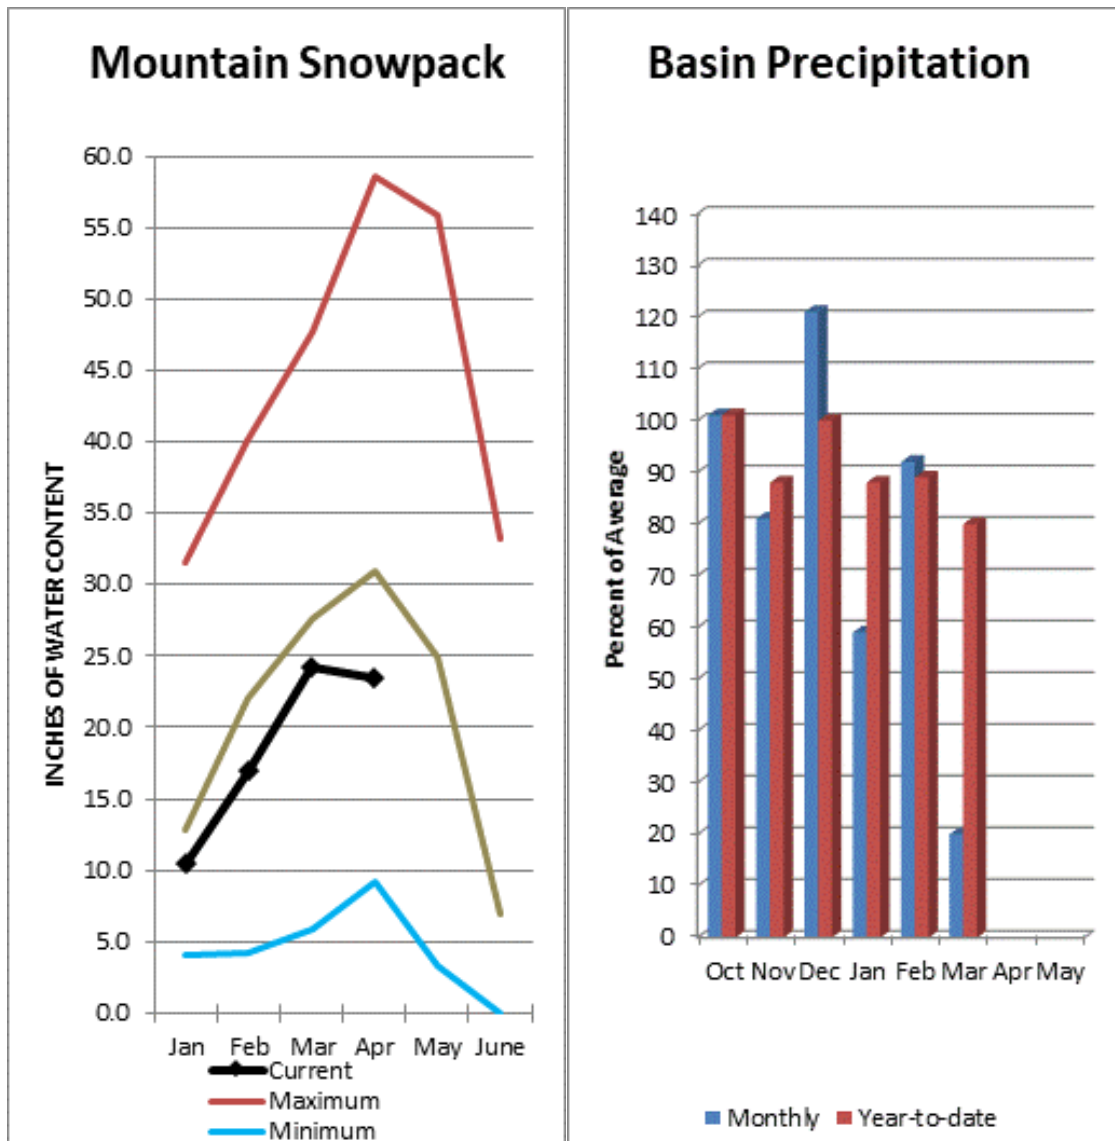 Mountain Snowpack
60.0
55.0
50.0
45.0
40.0
35.0
30.0
25.0
20.0
15.0
10.0
5.0
0.0
INCHES OF WATER CONTENT
Jan Feb Mar Apr May June
Current
Maximum
Minimum
Basin Precipitation
140
130
120
110
100
90
80
70
60
50
40
30
20
10
0
Percent of Average
Oct Nov Dec Jan Feb Mar Apr May
Monthly Year-to-date